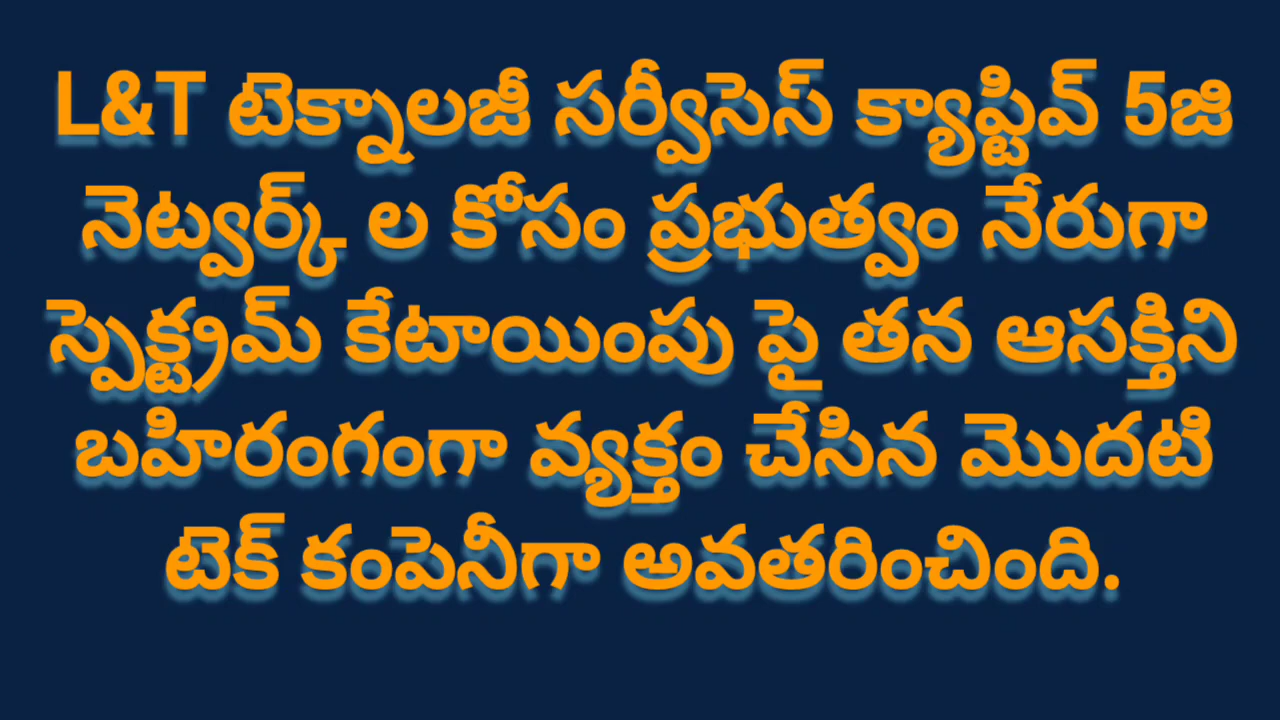 L&T టెక్నాలజీ సర్వీసెస్ క్యాప్టివ్ 5జి
నెట్వర్క్ ల కోసం ప్రభుత్వం నేరుగా
స్పెక్ట్రమ్ కేటాయింపు పై తన ఆసక్తిని
బహిరంగంగా వ్యక్తం చేసిన మొదటి
టెక్ కంపెనీగా అవతరించింది.